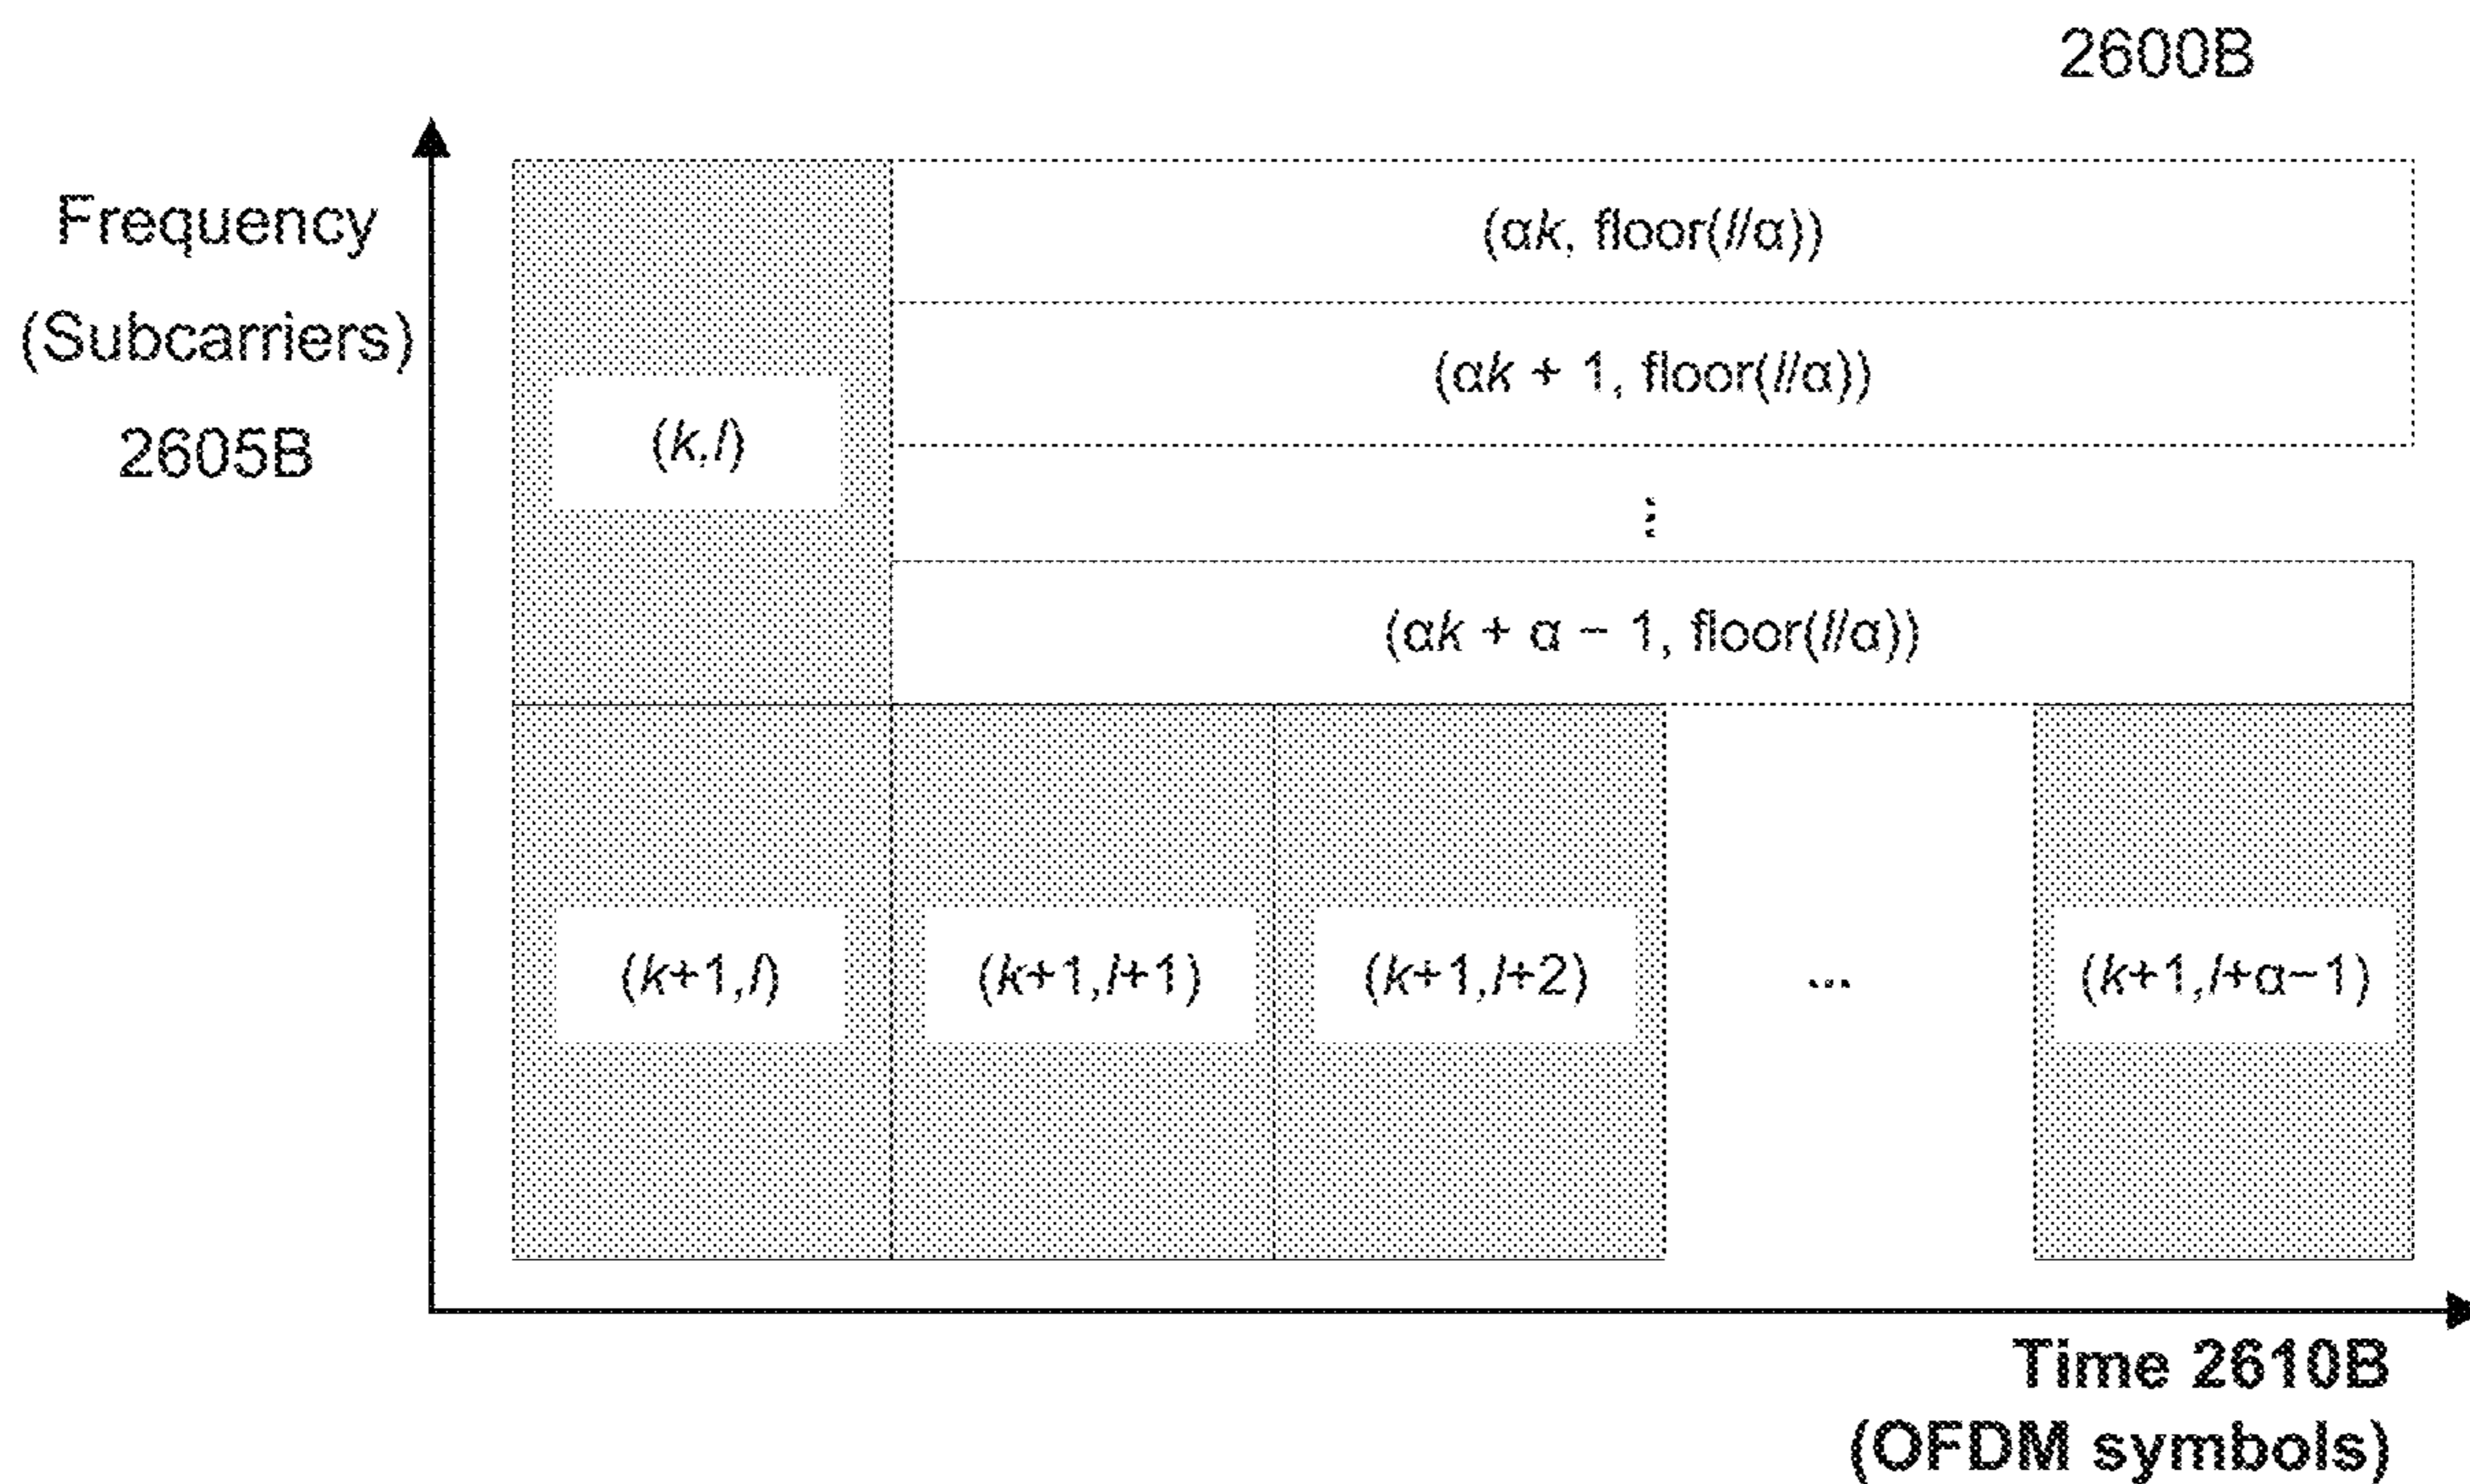 2600B
Frequency
(Subcarriers)
2605B
(αk, floor(l/α))
(αk + 1, floor(l/α))
(k,l)
⋮
(αk + α − 1, floor(l/α))
(k+1,l)
(k+1,l+1)
(k+1,l+2)
...
(k+1,l+α−1)
Time 2610B
(OFDM symbols)